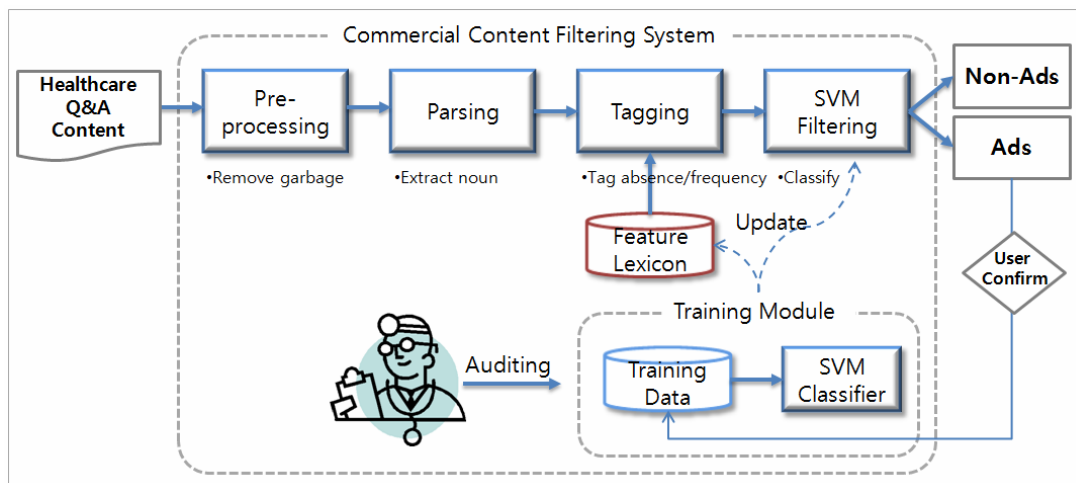 Commercial Content Filtering System
Healthcare
Q&A
Content
Pre-
processing
•Remove garbage
Parsing
•Extract noun
Tagging
•Tag absence/frequency
SVM
Filtering
•Classify
Non-Ads
Ads
User
Confirm
Feature
Lexicon
Update
Training Module
Auditing
Training
Data
SVM
Classifier